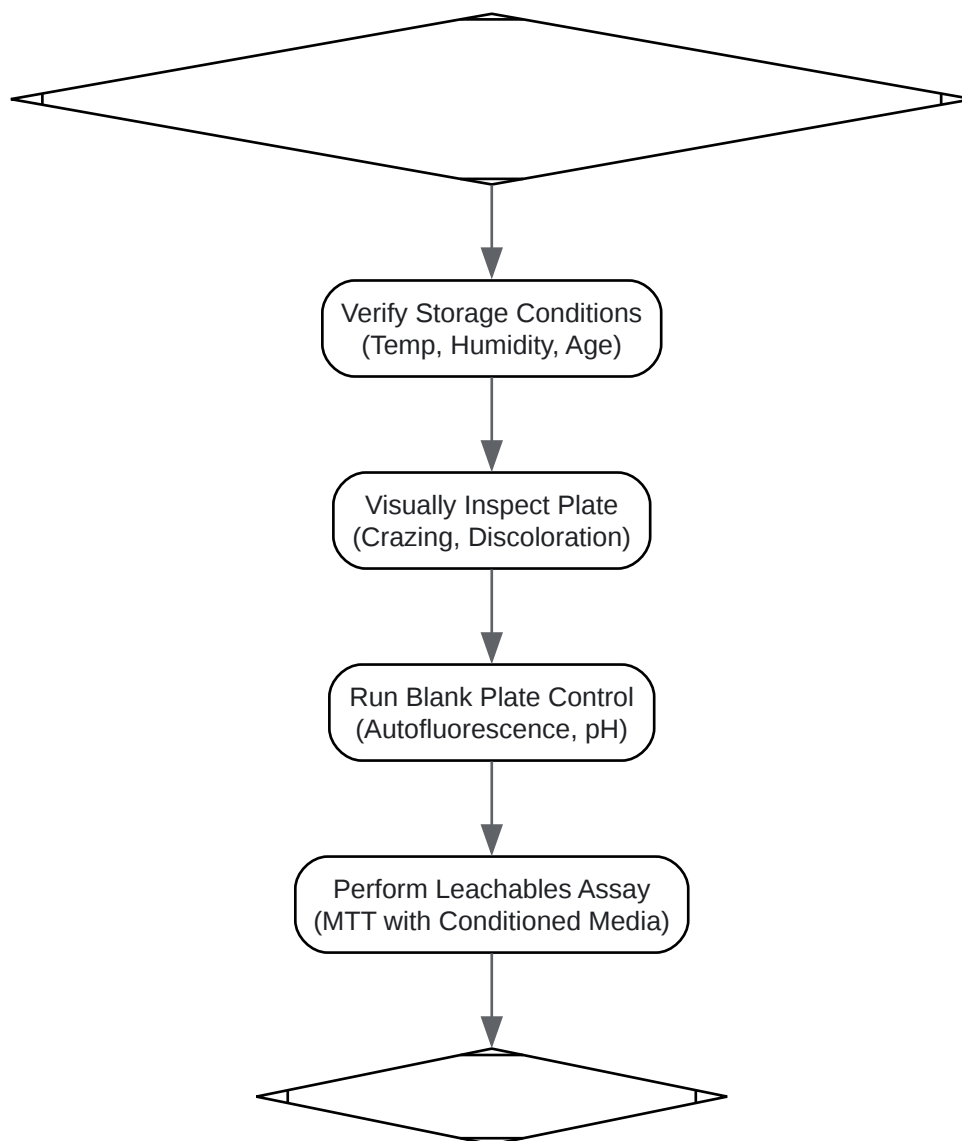 Verify Storage Conditions
(Temp, Humidity, Age)
Visually Inspect Plate
(Crazing, Discoloration)
Run Blank Plate Control
(Autofluorescence, pH)
Perform Leachables Assay
(MTT with Conditioned Media)